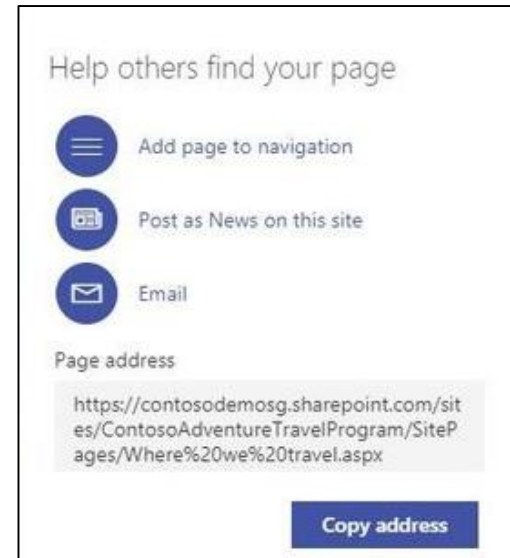 Help others find your page
Add page to navigation
Post as News on this site
Email
Page address
https://contosodemosg.sharepoint.com/sit
es/ContosoAdventureTravelProgram/SiteP
ages/Where%20we%20travel.aspx
Copy address